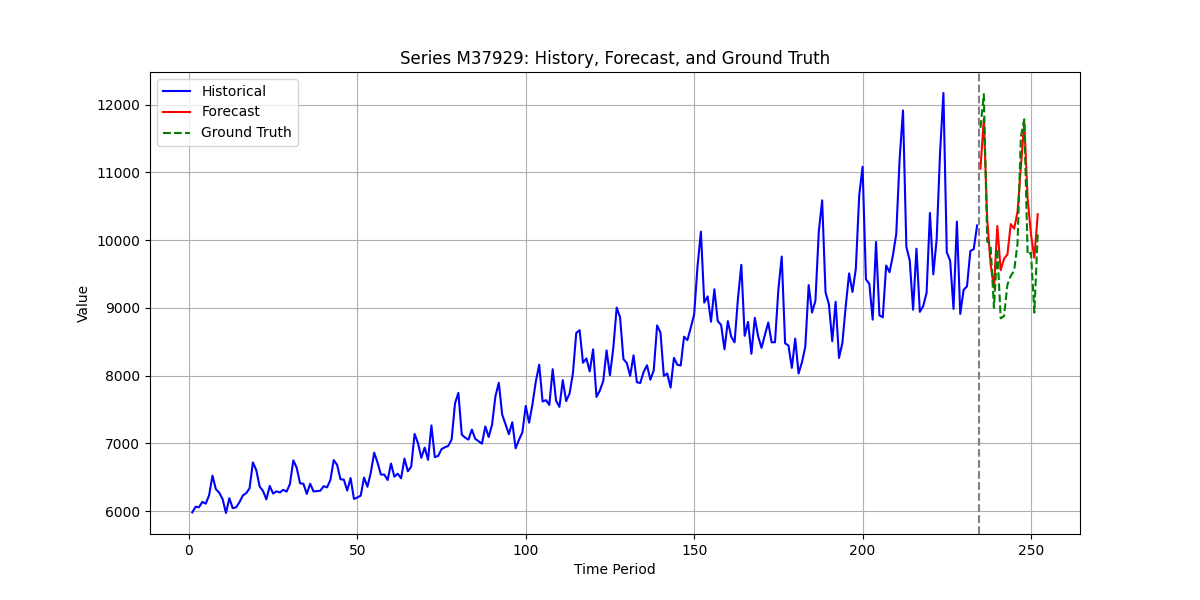 Series M37929: History, Forecast, and Ground Truth
Historical
Forecast
Ground Truth
12000
11000
10000
9000
8000
7000
6000
Value
0 50 100 150 200 250
Time Period